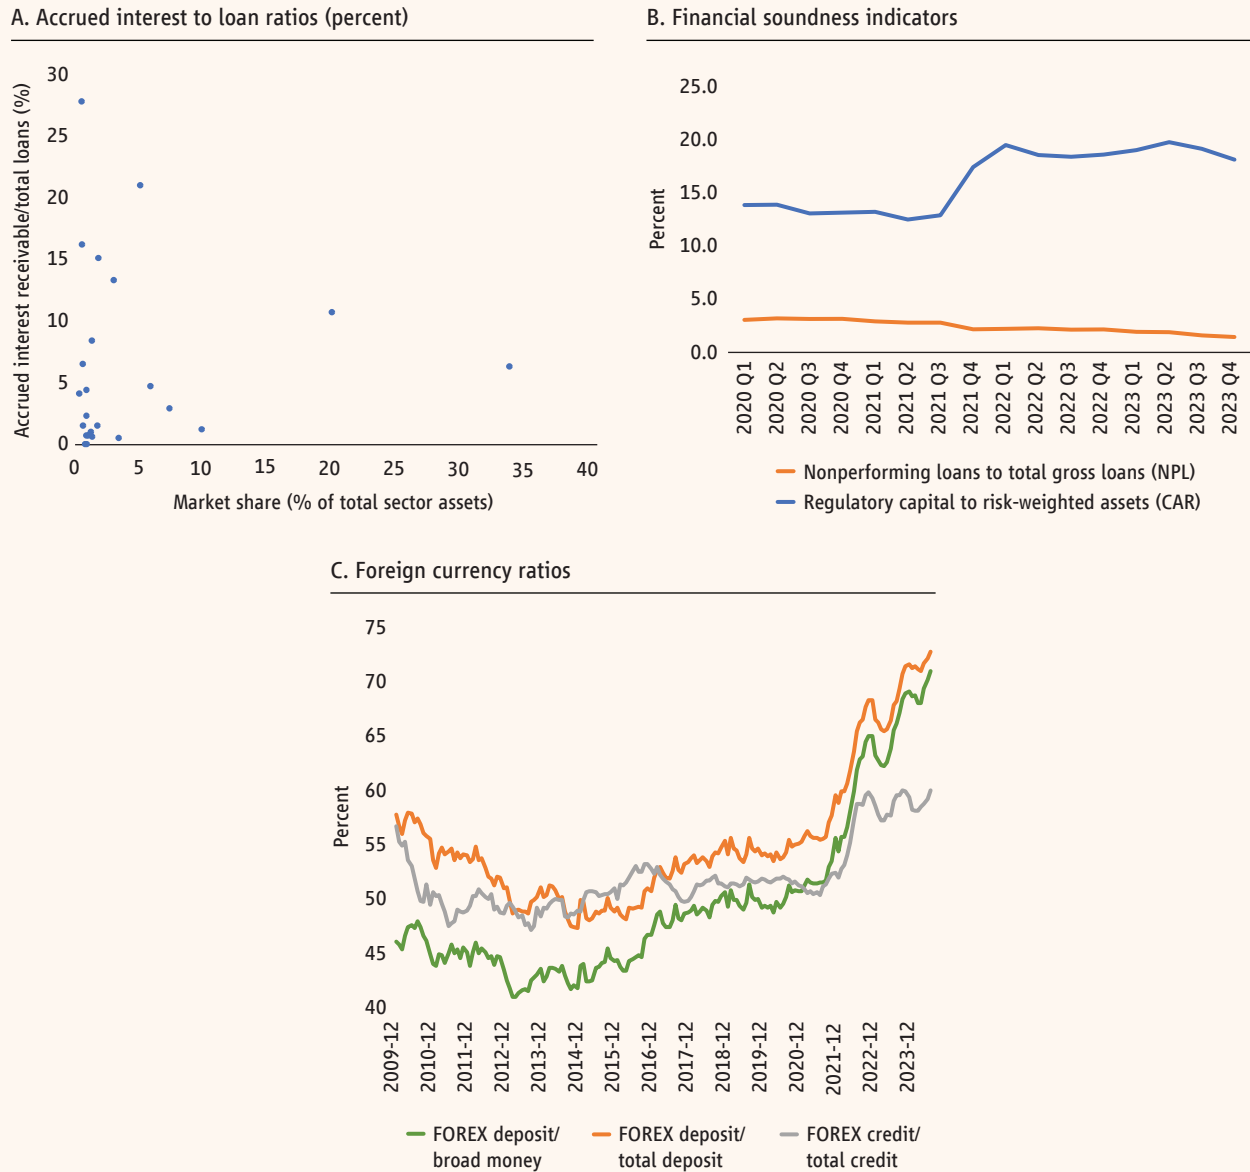 A. Accrued interest to loan ratios (percent)
Accrued interest receivable/total loans (%)
30
25
20
15
10
5
0
0 5 10 15 20 25 30 35 40
Market share (% of total sector assets)
B. Financial soundness indicators
Percent
25.0
20.0
15.0
10.0
5.0
0.0
2020 Q1
2020 Q2
2020 Q3
2020 Q4
2021 Q1
2021 Q2
2021 Q3
2021 Q4
2022 Q1
2022 Q2
2022 Q3
2022 Q4
2023 Q1
2023 Q2
2023 Q3
2023 Q4
Nonperforming loans to total gross loans (NPL)
Regulatory capital to risk-weighted assets (CAR)
C. Foreign currency ratios
Percent
75
70
65
60
55
50
45
40
2009-12
2010-12
2011-12
2012-12
2013-12
2014-12
2015-12
2016-12
2017-12
2018-12
2019-12
2020-12
2021-12
2022-12
2023-12
FOREX deposit/
broad money
FOREX deposit/
total deposit
FOREX credit/
total credit